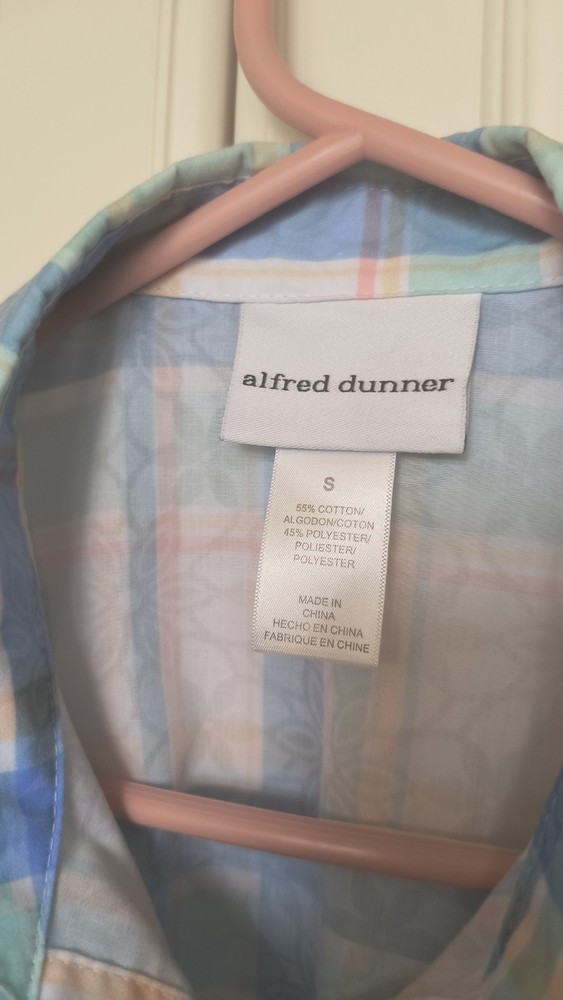 alfred dunner
S
55% COTTON/
ALGODON/COTON
45% POLYESTER/
POLIESTER/
POLYESTER
MADE IN
CHINA
HECHO EN CHINA
FABRIQUE EN CHINE